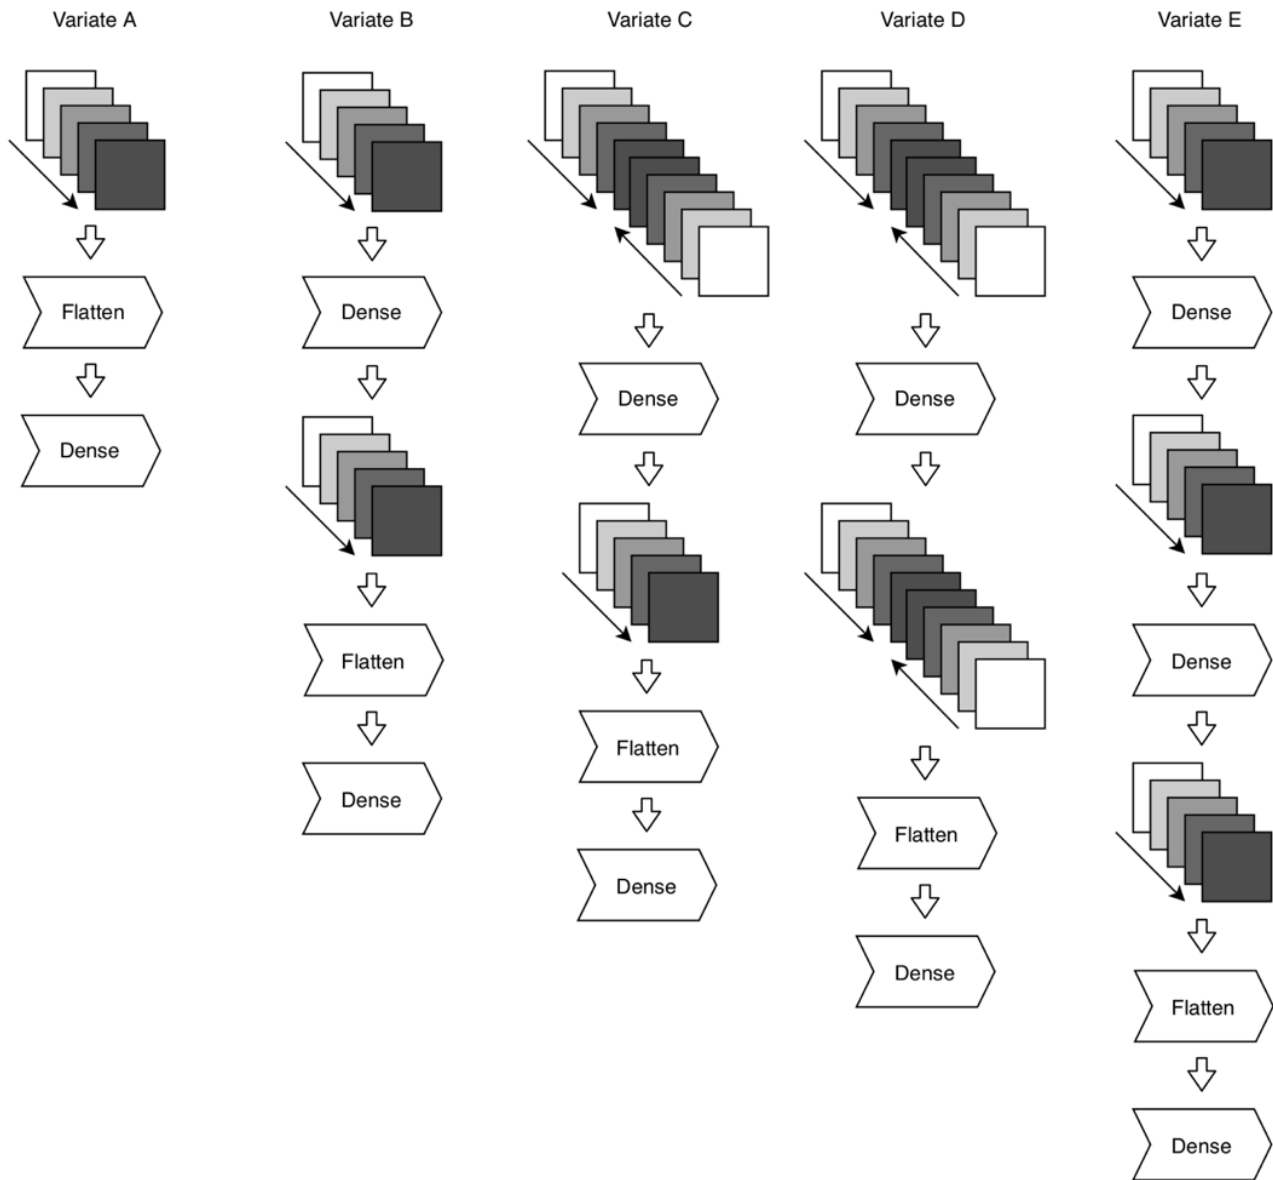 Variate A
Variate B
Variate C
Variate D
Variate E
Flatten
Dense
Dense
Flatten
Dense
Dense
Flatten
Dense
Dense
Flatten
Dense
Dense
Dense
Flatten
Dense